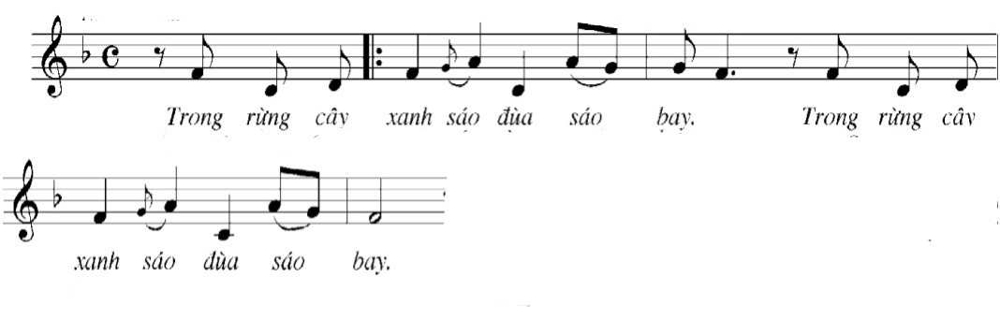 Trong rừng cây xanh sáo đùa sáo bay. Trong rừng cây
xanh sáo đùa sáo bay.